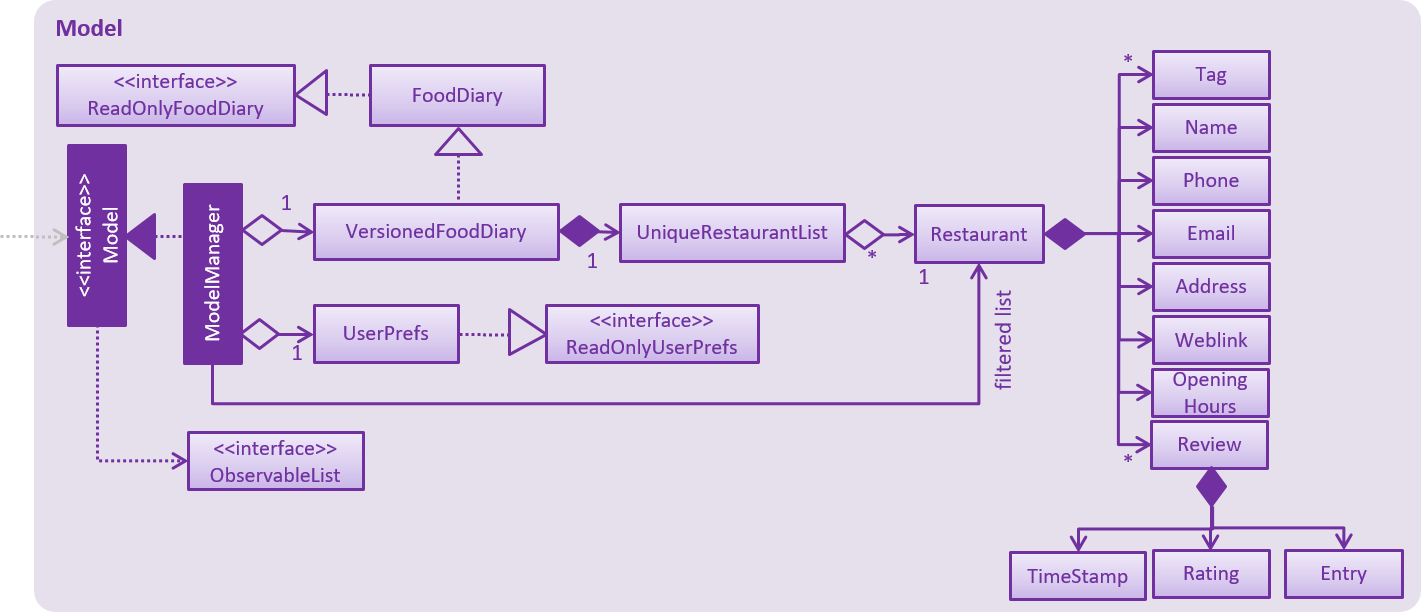 Model
<<interface>>
ReadOnlyFoodDiary
FoodDiary
<<interface>>
Model
ModelManager
1
VersionedFoodDiary
1
UniqueRestaurantList
*
Restaurant
1
filtered list
1
UserPrefs
<<interface>>
ReadOnlyUserPrefs
<<interface>>
ObservableList
*
Tag
Name
Phone
Email
Address
Weblink
Opening
Hours
Review
*
TimeStamp
Rating
Entry